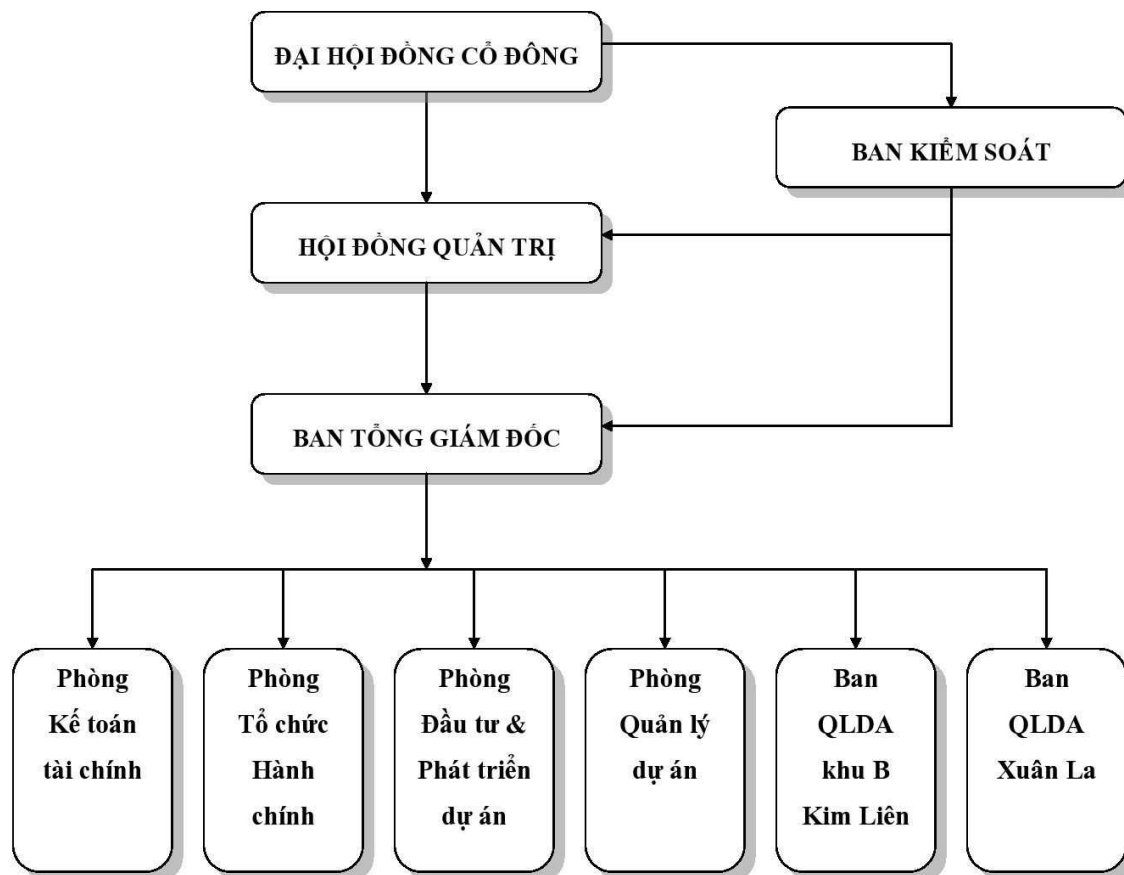 ĐẠI HỘI ĐỒNG CỔ ĐÔNG
BAN KIỂM SOÁT
HỘI ĐỒNG QUẢN TRỊ
BAN TỔNG GIÁM ĐỐC
Phòng
Kế toán
tài chính
Phòng
Tổ chức
Hành
chính
Phòng
Đầu tư &
Phát triển
dự án
Phòng
Quản lý
dự án
Ban
QLDA
khu B
Kim Liên
Ban
QLDA
Xuân La